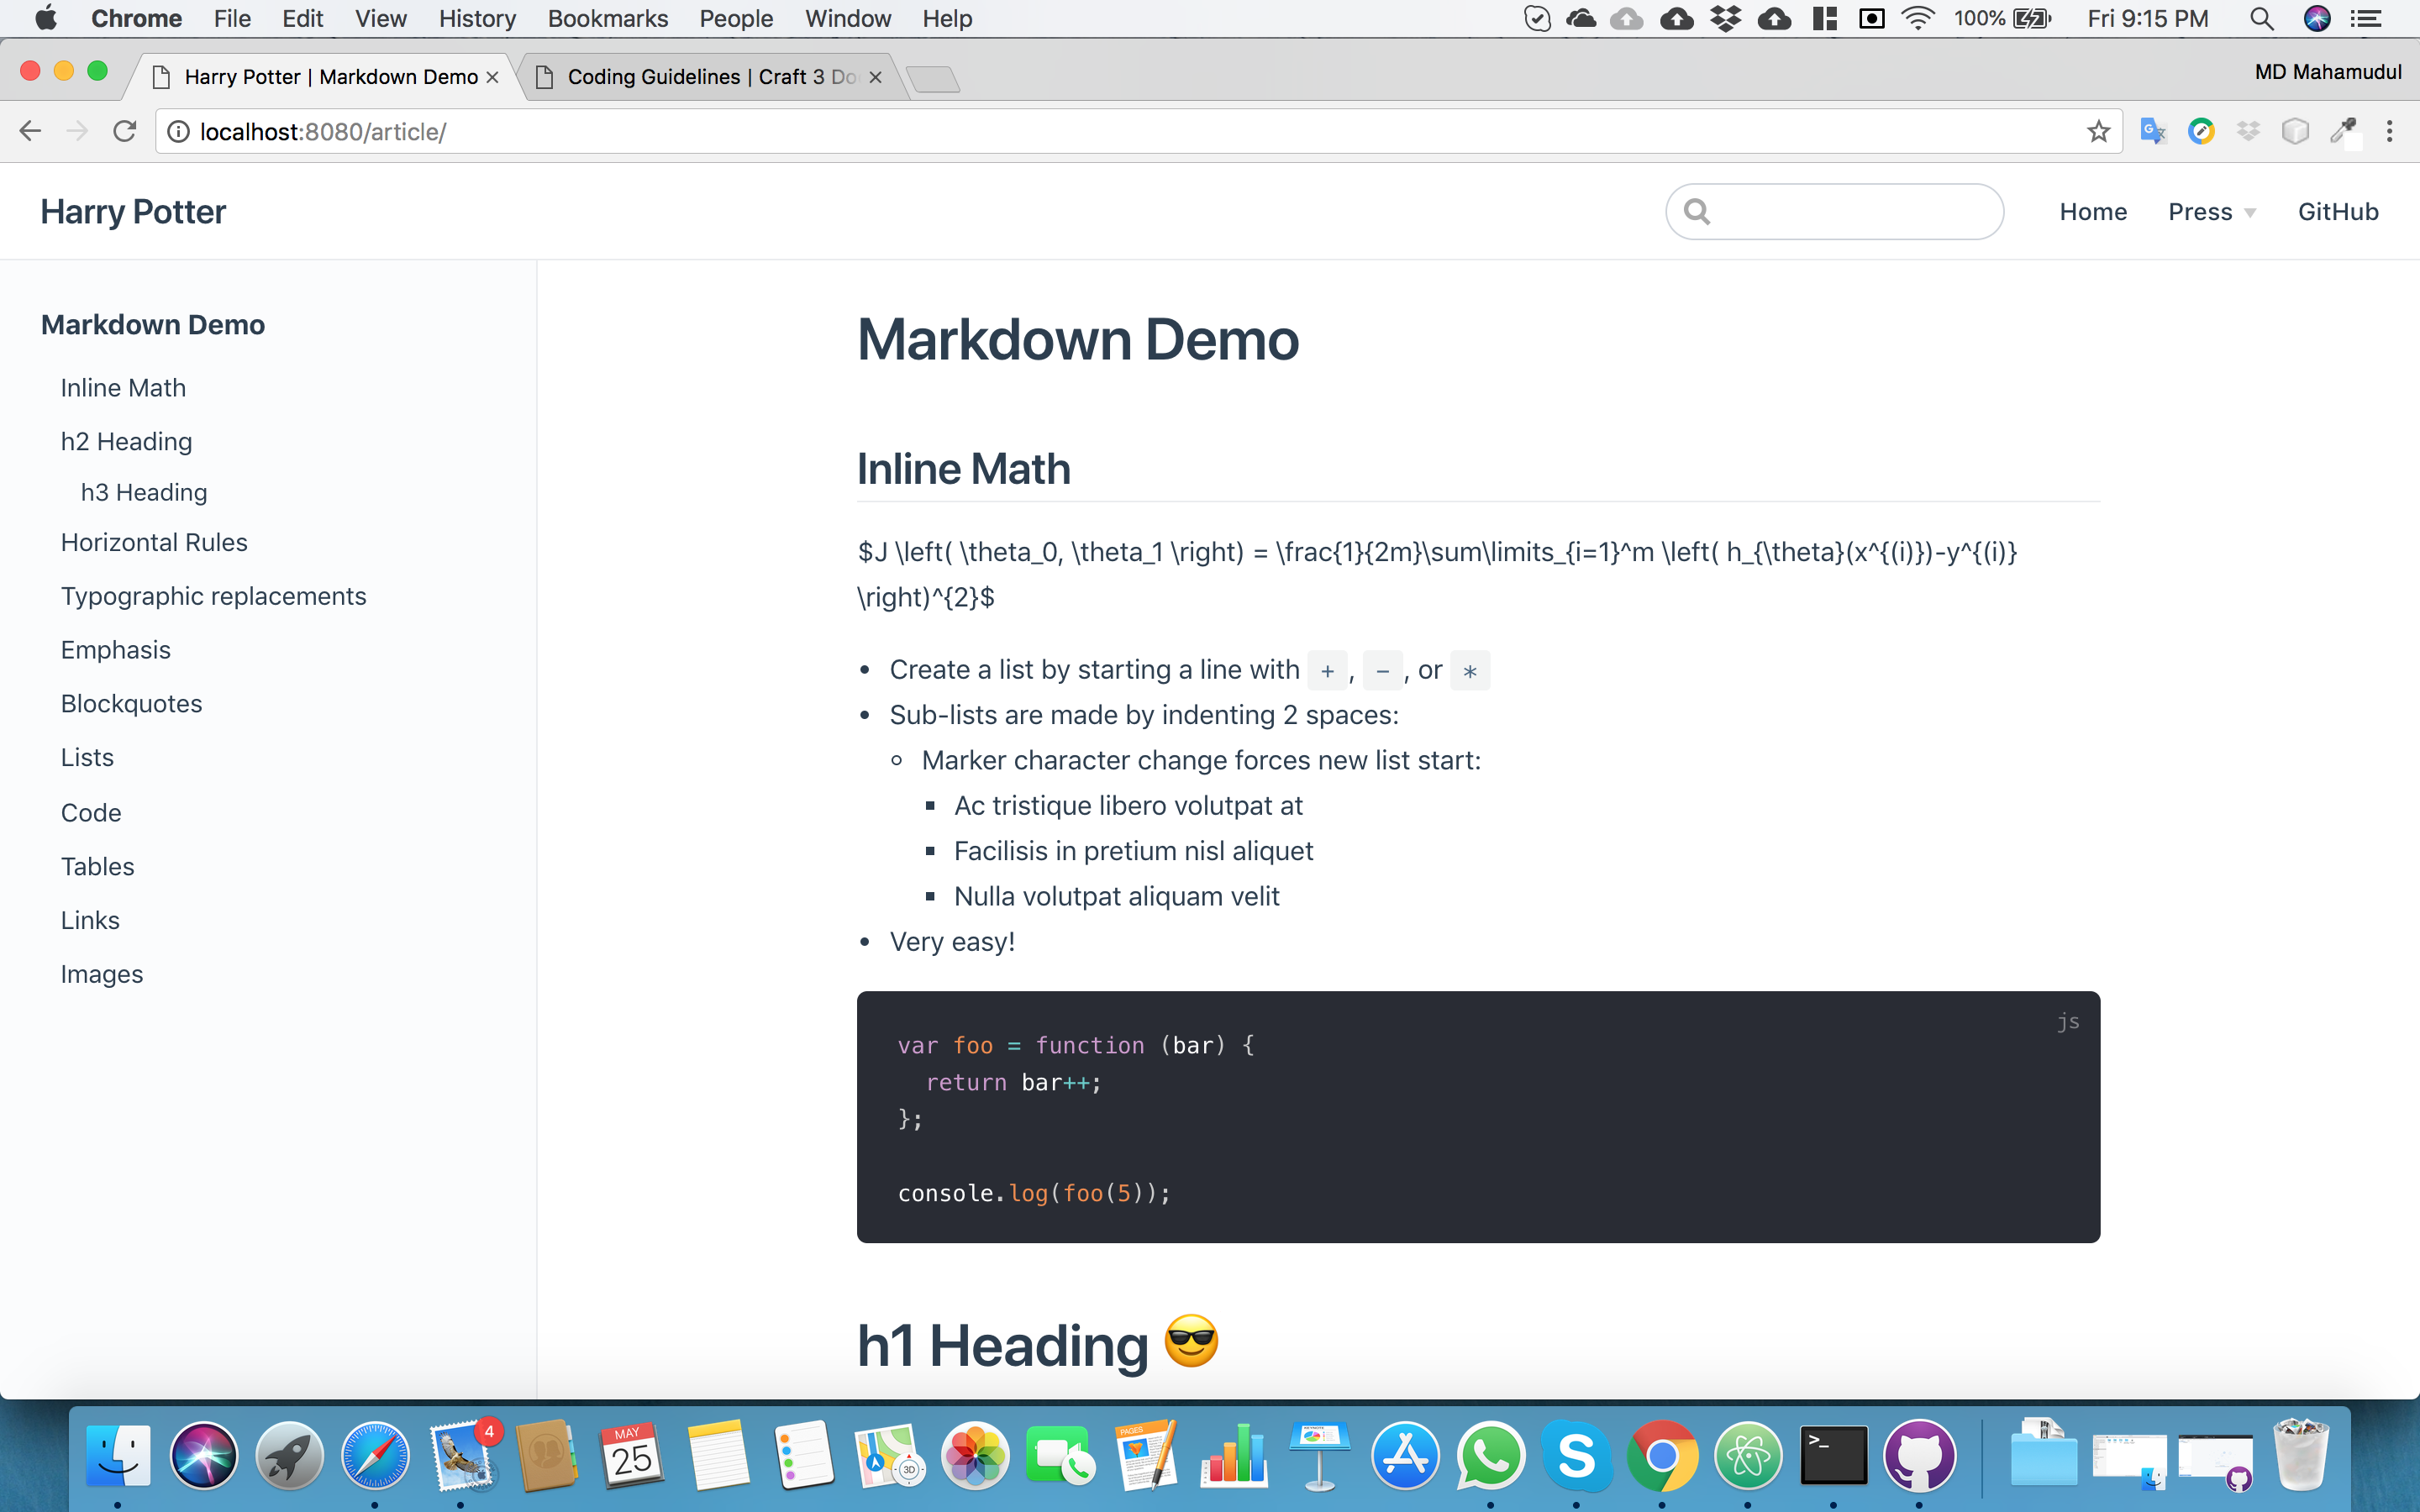 Chrome File Edit View History Bookmarks People Window Help 100% Fri 9:15 PM
Harry Potter | Markdown Demo Coding Guidelines | Craft 3 Do MD Mahamudul
localhost:8080/article/
Harry Potter Home Press GitHub
Markdown Demo
Inline Math
h2 Heading
h3 Heading
Horizontal Rules
Typographic replacements
Emphasis
Blockquotes
Lists
Code
Tables
Links
Images
Markdown Demo
Inline Math
$J \left( \theta_0, \theta_1 \right) = \frac{1}{2m}\sum\limits_{i=1}^m \left( h_{\theta}(x^{(i)})-y^{(i)}
\right)^{2}$
• Create a list by starting a line with +, -, or *
• Sub-lists are made by indenting 2 spaces:
Marker character change forces new list start:
Ac tristique libero volutpat at
Facilisis in pretium nisl aliquet
Nulla volutpat aliquam velit
• Very easy!
js
var foo = function (bar) {
  return bar++;
};
console.log(foo(5));
h1 Heading 😎
4
MAY
25
3D
PAGES
S
>_